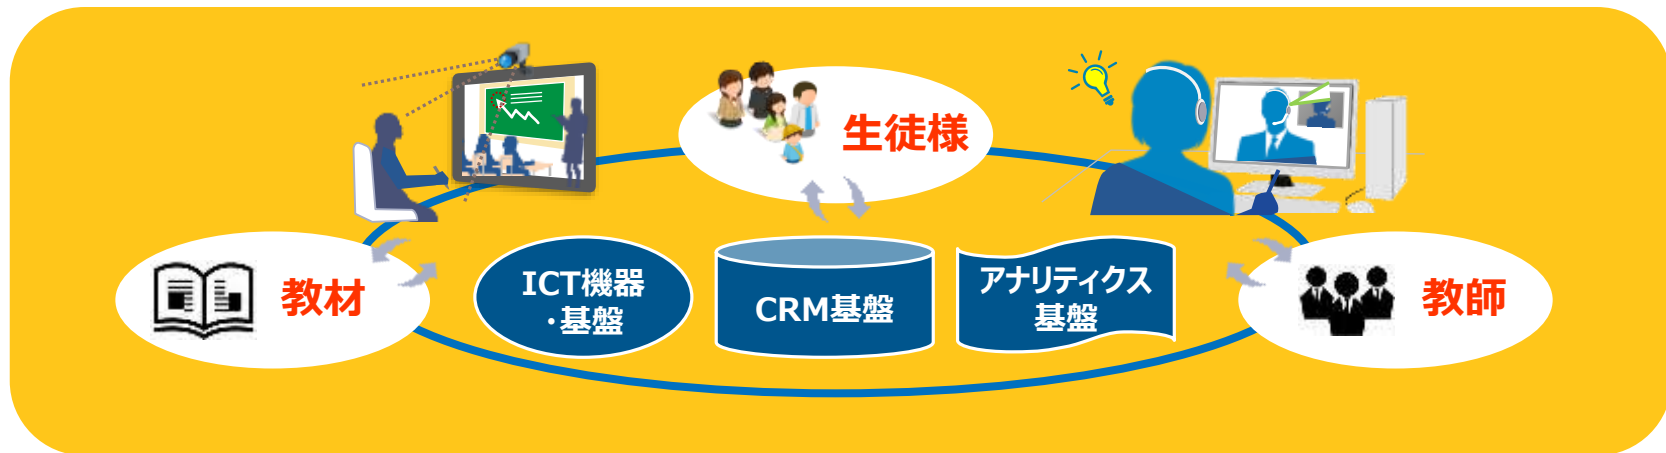 生徒様
教材
ICT機器
・基盤
CRM基盤
アナリティクス
基盤
教師